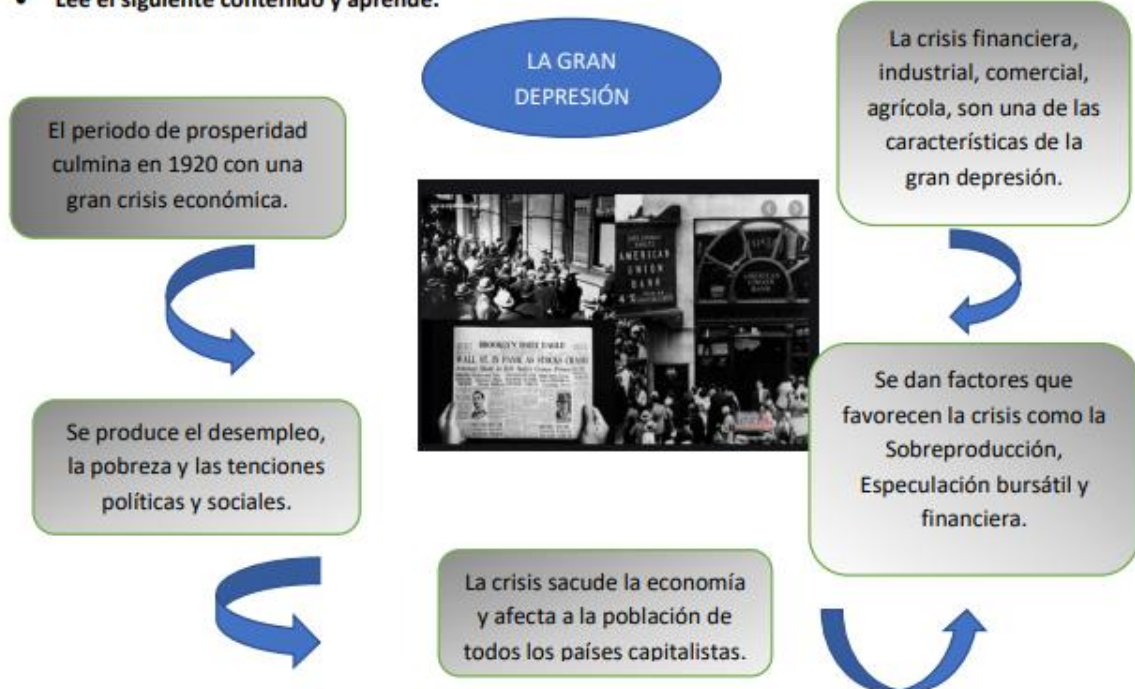 • Lee el siguiente contenido y aprende.
LA GRAN
DEPRESIÓN
El periodo de prosperidad
culmina en 1920 con una
gran crisis económica.
Se produce el desempleo,
la pobreza y las tenciones
políticas y sociales.
La crisis sacude la economía
y afecta a la población de
todos los países capitalistas.
La crisis financiera,
industrial, comercial,
agrícola, son una de las
características de la
gran depresión.
Se dan factores que
favorecen la crisis como la
Sobreproducción,
Especulación bursátil y
financiera.
AMERICAN
UNION
BANK
4%
AMERICAN
UNION
BANK
BROOKLYN DAILY EAGLE
WALL ST. IN PANIC AS STOCKS CRASH